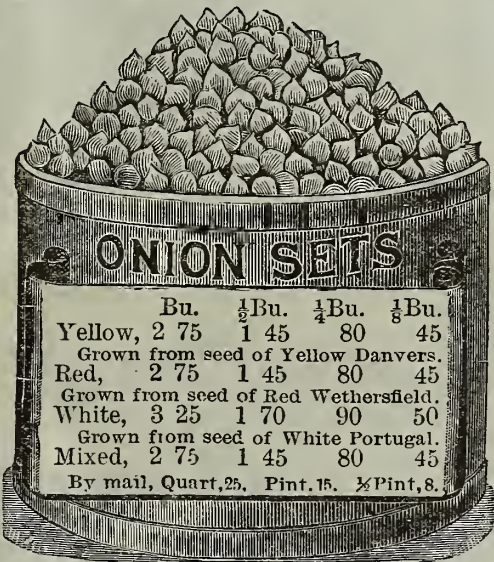 ONION SETS
Bu. ½Bu. ¼Bu. ⅛Bu.
Yellow, 2 75 1 45 80 45
Grown from seed of Yellow Danvers.
Red, 2 75 1 45 80 45
Grown from seed of Red Wethersfield.
White, 3 25 1 70 90 50
Grown from seed of White Portugal.
Mixed, 2 75 1 45 80 45
By mail, Quart,25. Pint.15. ½Pint,8.